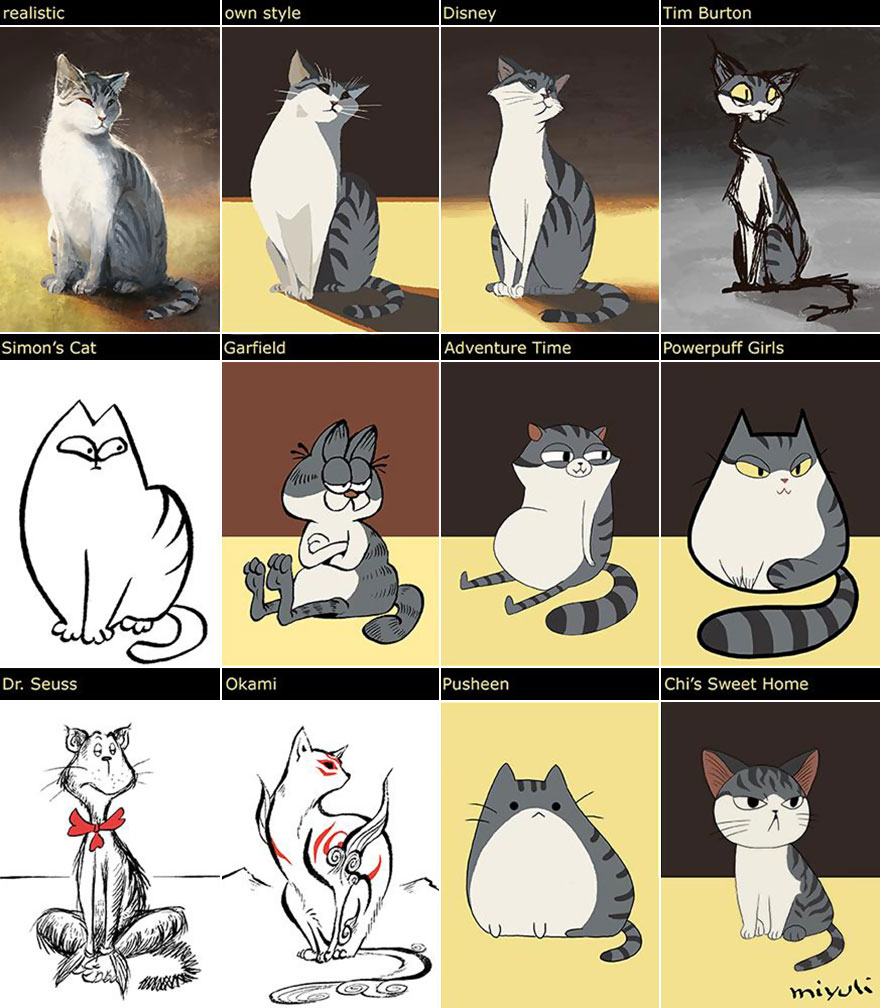 realistic
own style
Disney
Tim Burton
Simon's Cat
Garfield
Adventure Time
Powerpuff Girls
Dr. Seuss
Okami
Pusheen
Chi's Sweet Home
miyuli